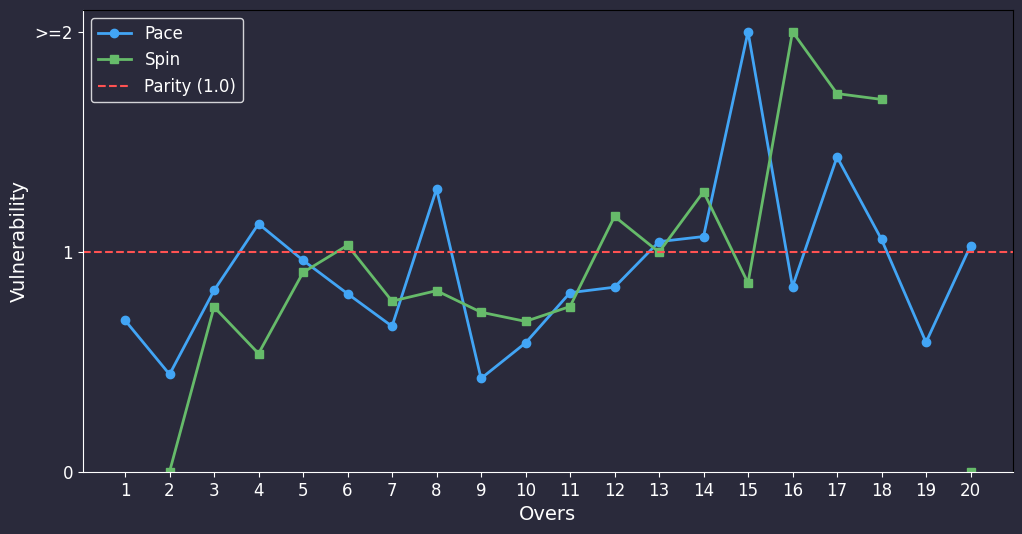 Pace
Spin
Parity (1.0)
Vulnerability
>=2
1
0
1 2 3 4 5 6 7 8 9 10 11 12 13 14 15 16 17 18 19 20
Overs